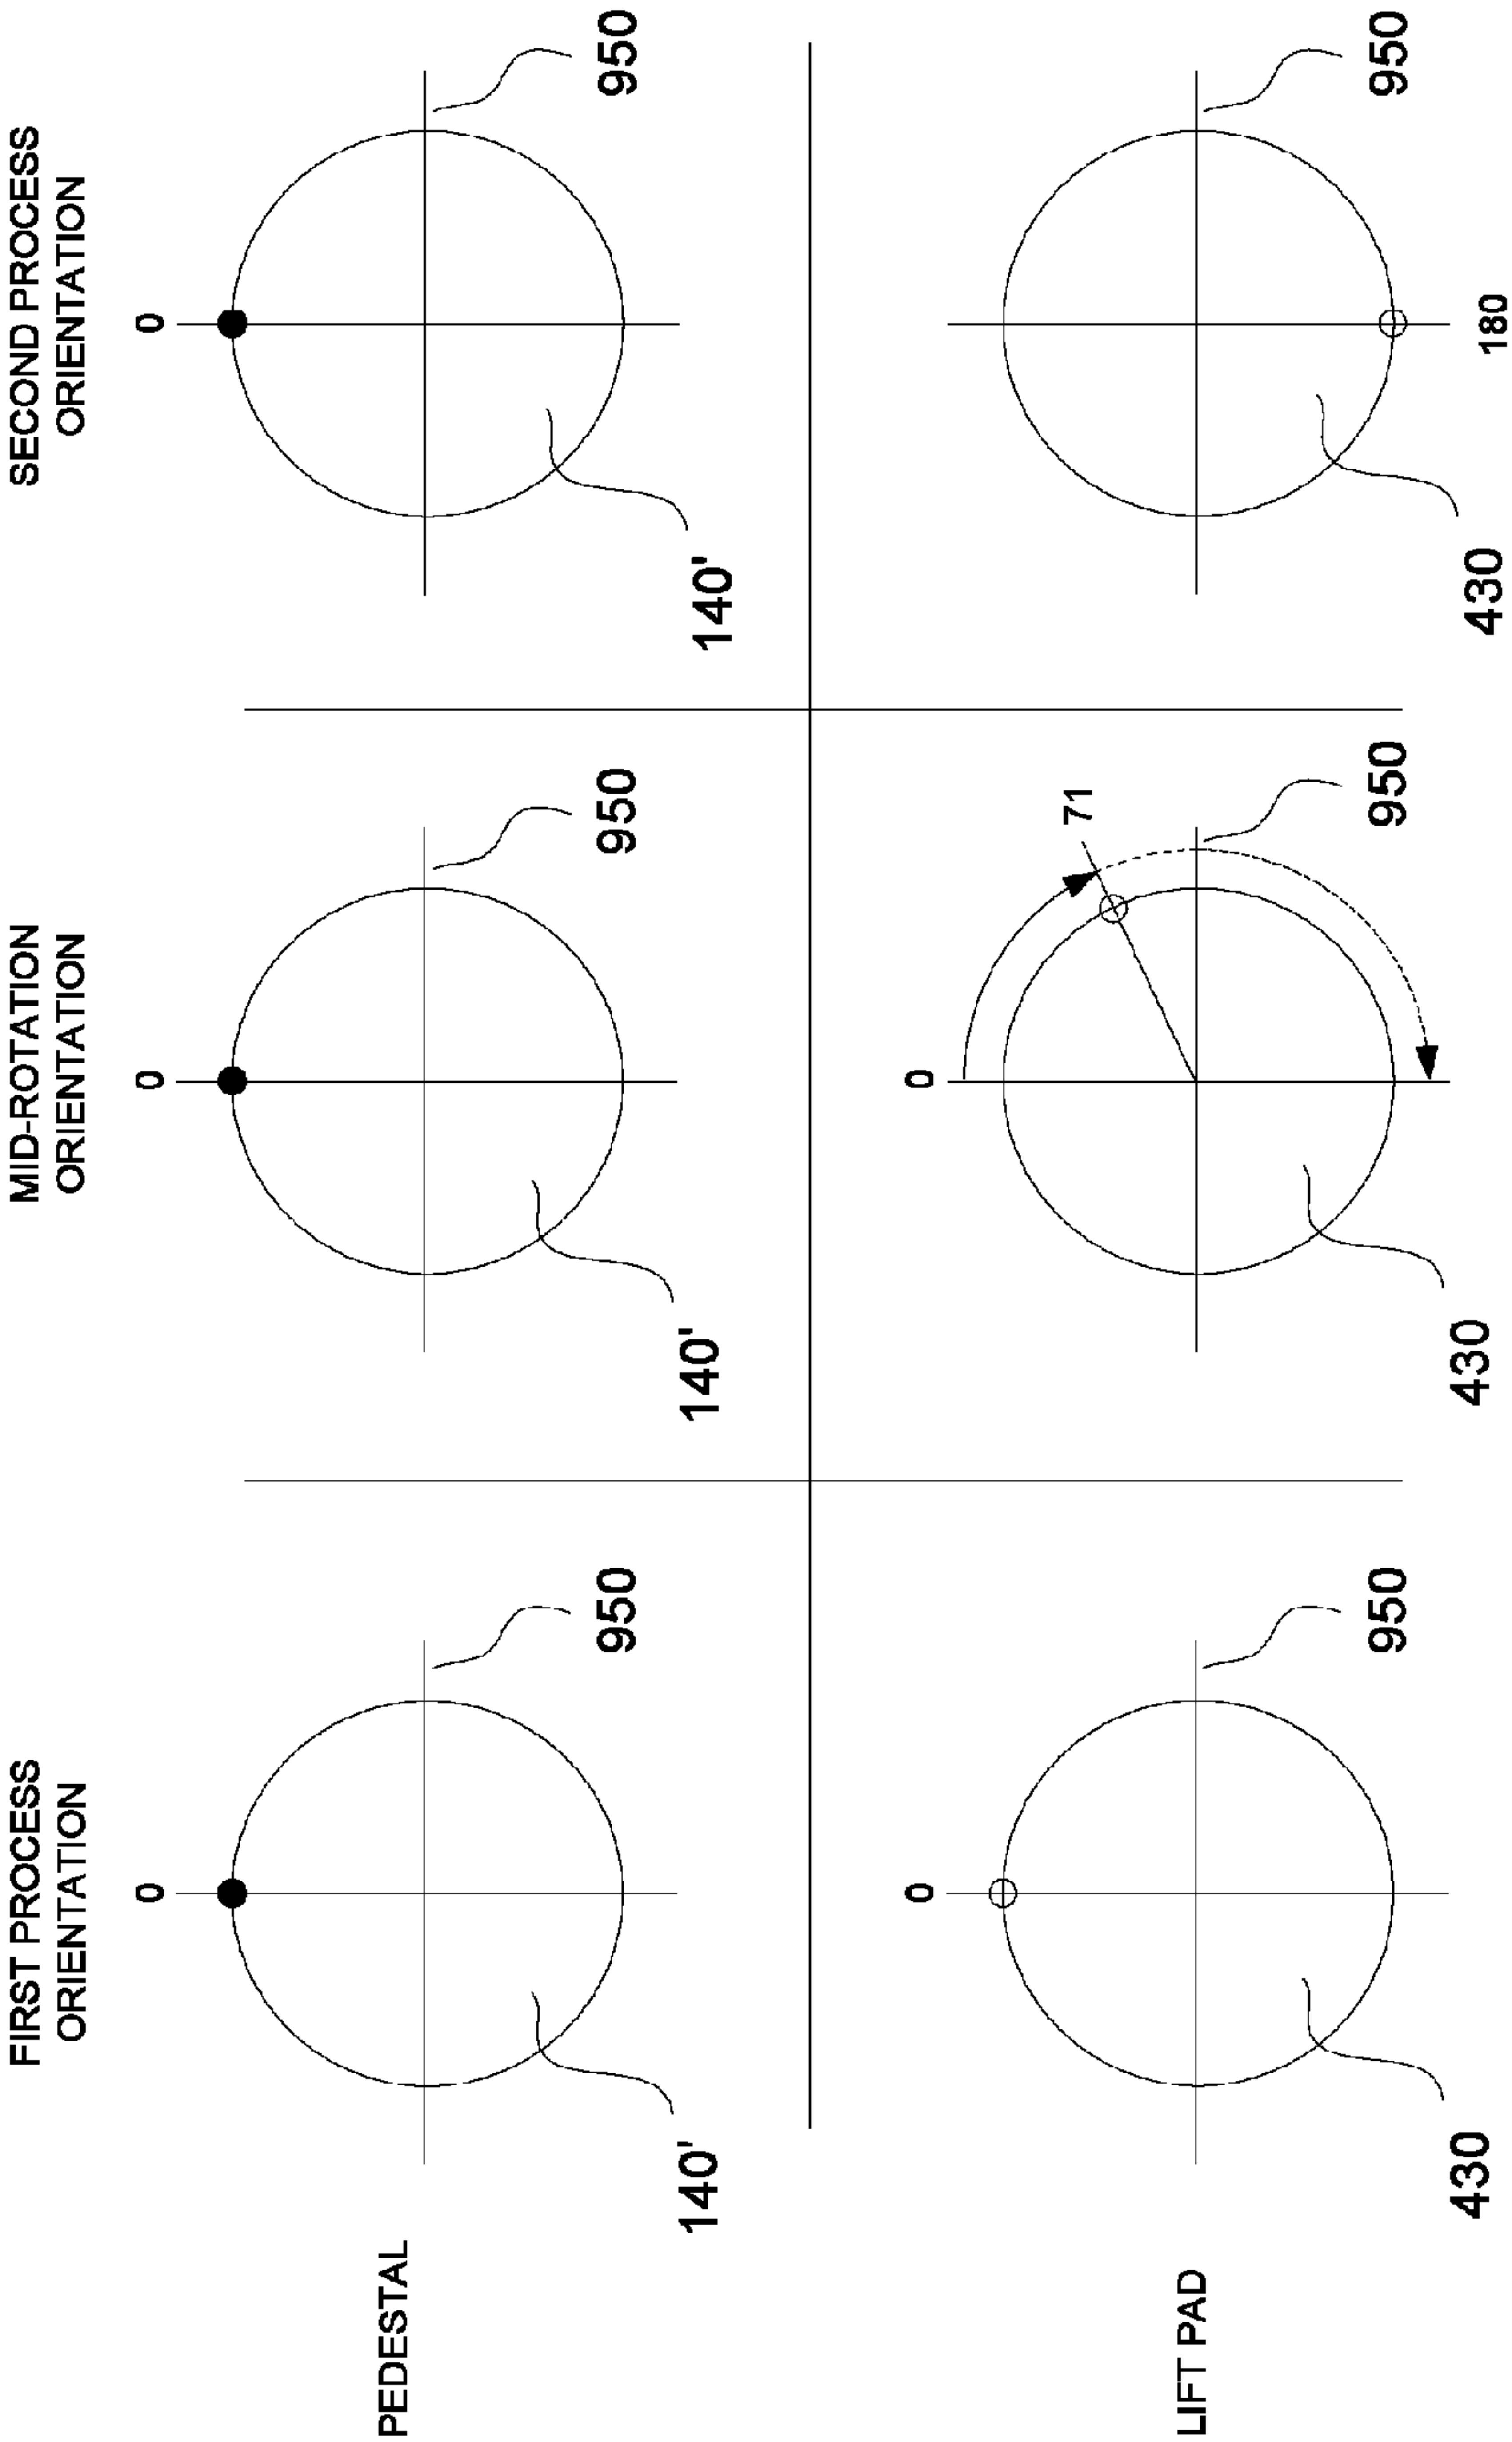 FIRST PROCESS
ORIENTATION
MID-ROTATION
ORIENTATION
SECOND PROCESS
ORIENTATION
PEDESTAL
0
950
140'
0
950
140'
0
950
140'
LIFT PAD
0
950
430
0
71
950
430
950
430
180